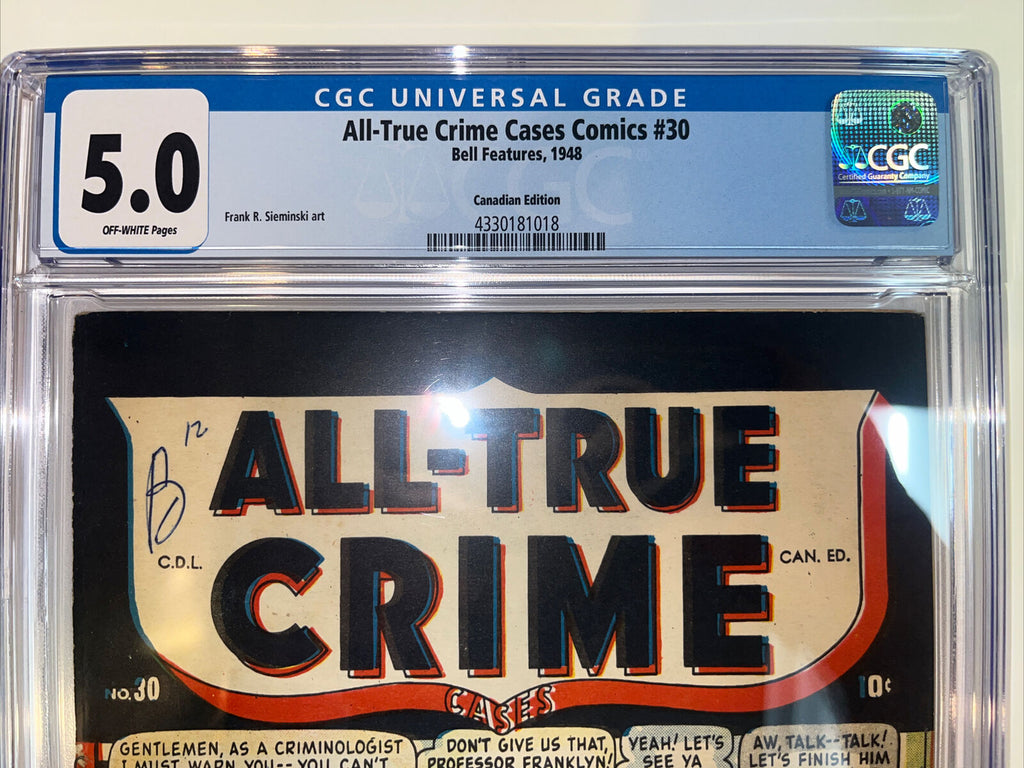 CGC UNIVERSAL GRADE
5.0
OFF-WHITE Pages
All-True Crime Cases Comics #30
Bell Features, 1948
Canadian Edition
Frank R. Sieminski art
4330181018
CGC
Certified Guaranty Company
12
ALL-TRUE
CRIME
C.D.L.
CAN. ED.
NO. 30
CASES
10¢
GENTLEMEN, AS A CRIMINOLOGIST
I MUST WARN YOU-- YOU CAN'T
DON'T GIVE US THAT,
PROFESSOR FRANKLYN!
YEAH! LET'S
SEE YA
AW, TALK--TALK!
LET'S FINISH HIM